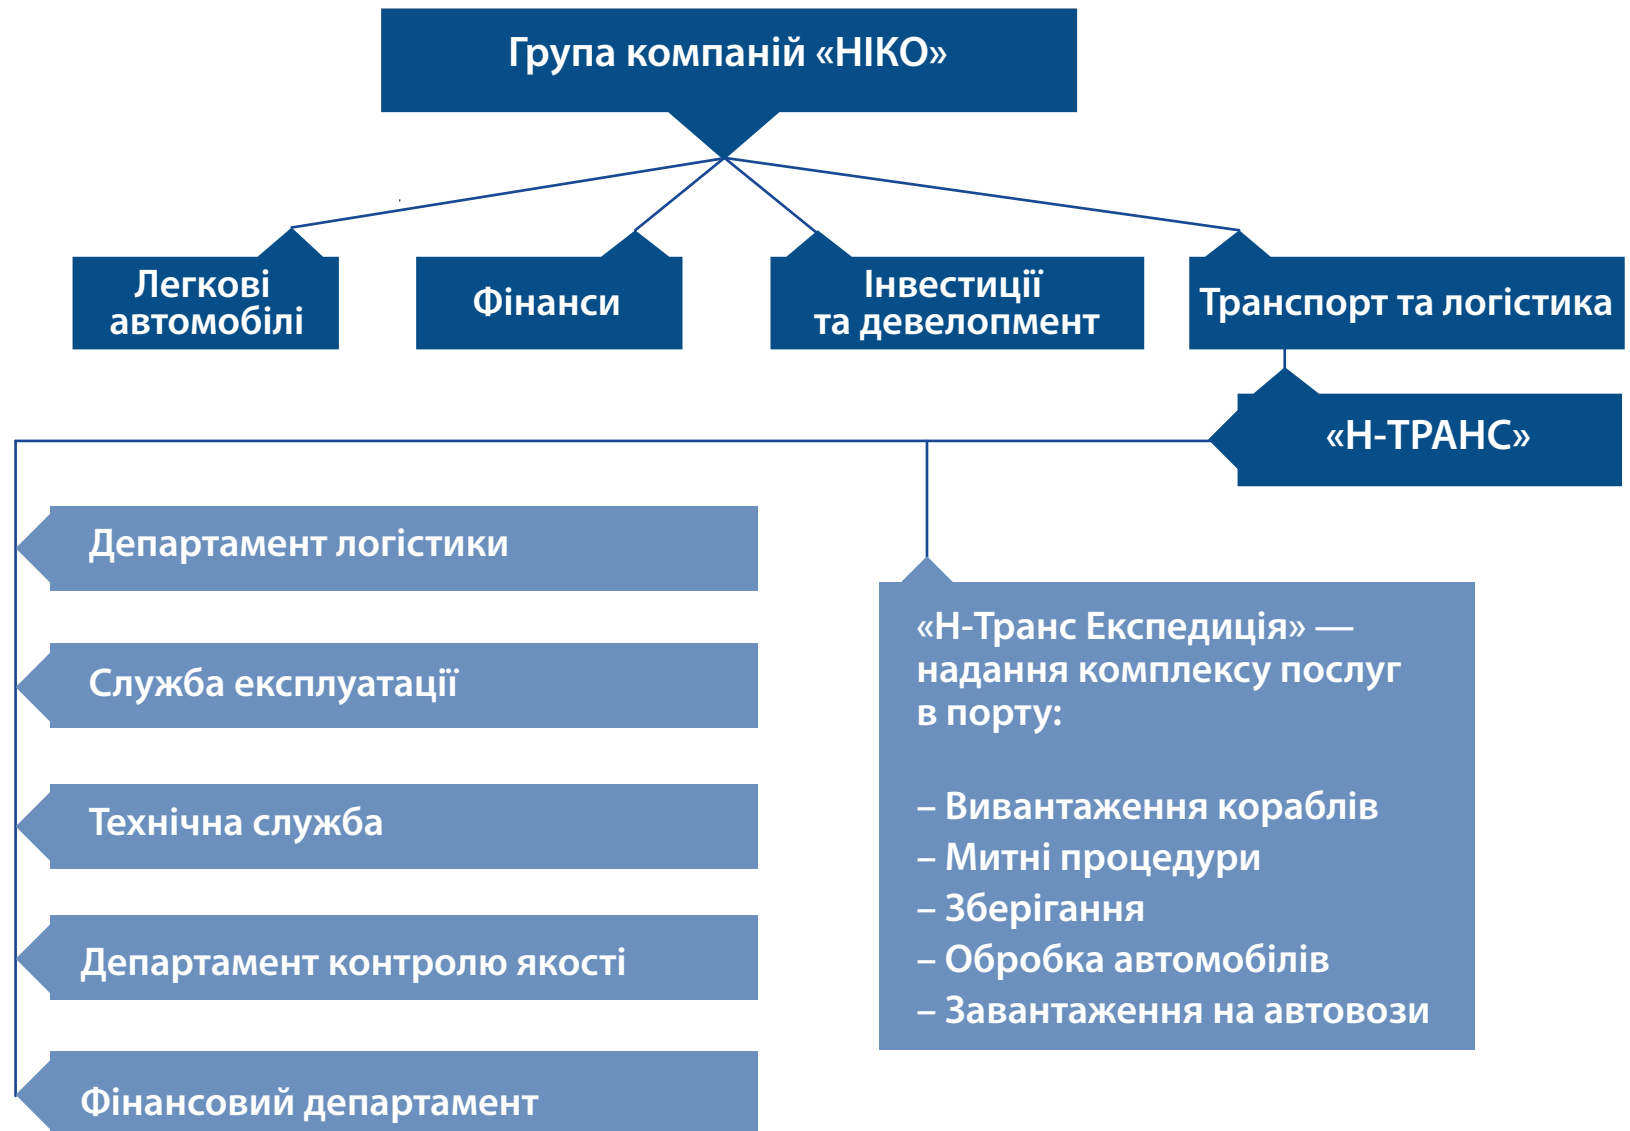 Група компаній «НІКО»
Легкові
автомобілі
Фінанси
Інвестиції
та девелопмент
Транспорт та логістика
«Н-ТРАНС»
Департамент логістики
Служба експлуатації
Технічна служба
Департамент контролю якості
Фінансовий департамент
«Н-Транс Експедиція» —
надання комплексу послуг
в порту:
– Вивантаження кораблів
– Митні процедури
– Зберігання
– Обробка автомобілів
– Завантаження на автовози